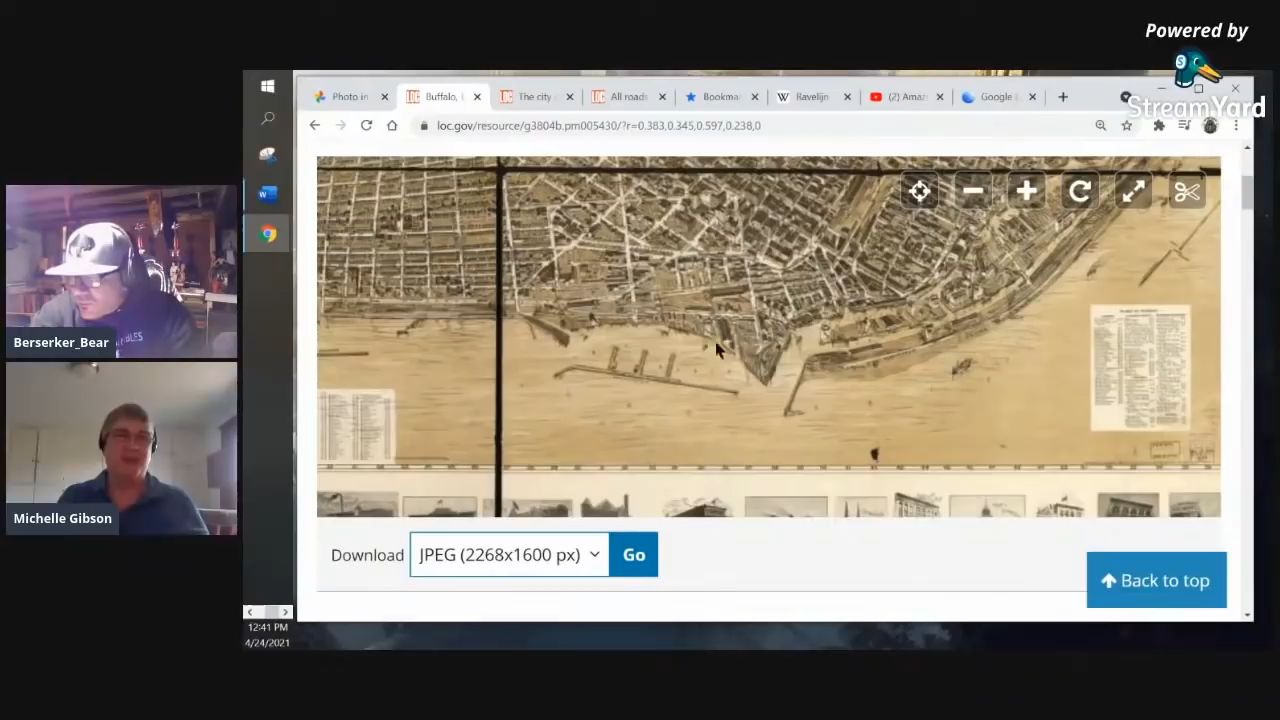 Powered by
StreamYard
Photo in
Buffalo,
The city
All roads
Bookma
Ravelijn
(2) Ama
Google
loc.gov/resource/g3804b.pm005430/?r=0.383,0.345,0.597,0.238,0
Berserker_Bear
Michelle Gibson
Download
JPEG (2268x1600 px)
Go
Back to top
12:41 PM
4/24/2021